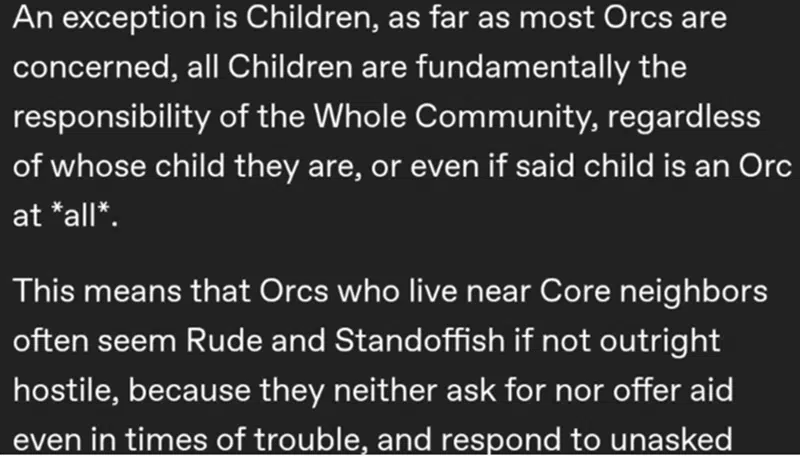 An exception is Children, as far as most Orcs are
concerned, all Children are fundamentally the
responsibility of the Whole Community, regardless
of whose child they are, or even if said child is an Orc
at *all*.
This means that Orcs who live near Core neighbors
often seem Rude and Standoffish if not outright
hostile, because they neither ask for nor offer aid
even in times of trouble, and respond to unasked